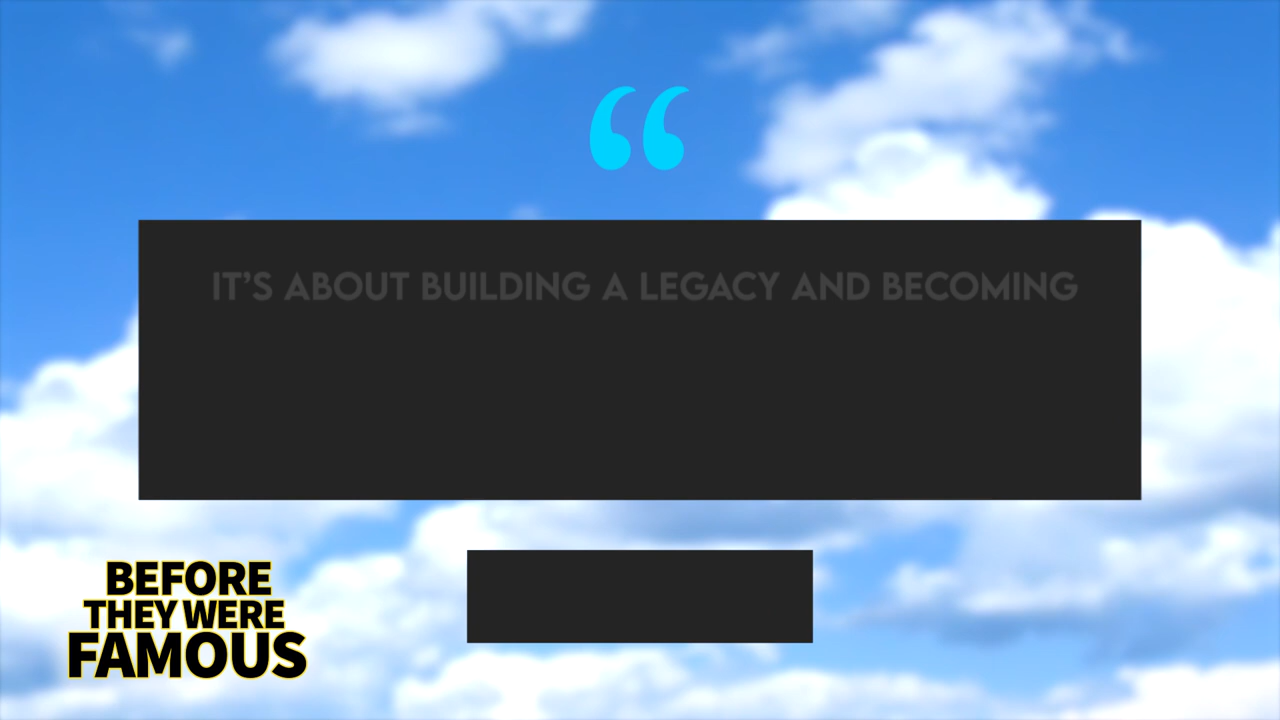 “
IT’S ABOUT BUILDING A LEGACY AND BECOMING
BEFORE
THEY WERE
FAMOUS